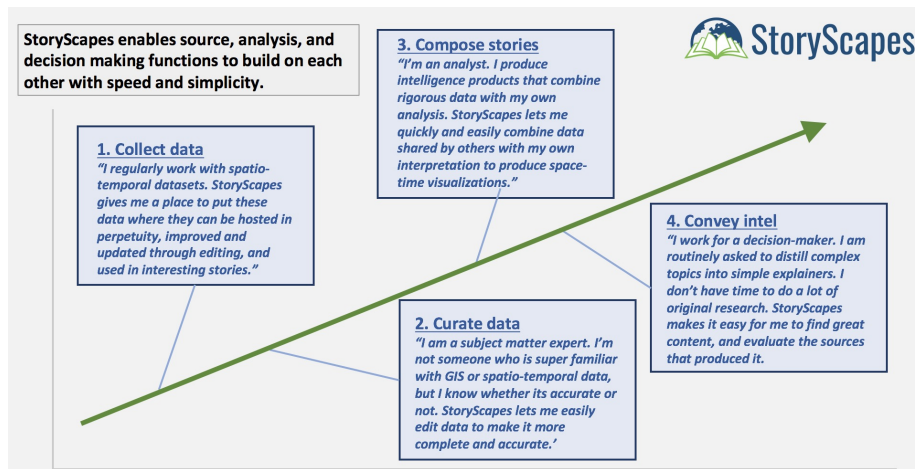 StoryScapes enables source, analysis, and
decision making functions to build on each
other with speed and simplicity.
StoryScapes
1. Collect data
“I regularly work with spatio-
temporal datasets. StoryScapes
gives me a place to put these
data where they can be hosted in
perpetuity, improved and
updated through editing, and
used in interesting stories.”
2. Curate data
“I am a subject matter expert. I’m
not someone who is super familiar
with GIS or spatio-temporal data,
but I know whether its accurate or
not. StoryScapes lets me easily
edit data to make it more
complete and accurate.’
3. Compose stories
“I’m an analyst. I produce
intelligence products that combine
rigorous data with my own
analysis. StoryScapes lets me
quickly and easily combine data
shared by others with my own
interpretation to produce space-
time visualizations.”
4. Convey intel
“I work for a decision-maker. I am
routinely asked to distill complex
topics into simple explainers. I
don’t have time to do a lot of
original research. StoryScapes
makes it easy for me to find great
content, and evaluate the sources
that produced it.